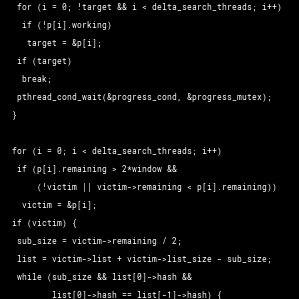 for (i = 0; !target && i < delta_search_threads; i++)
if (!p[i].working)
target = &p[i];
if (target)
break;
pthread_cond_wait(&progress_cond, &progress_mutex);
}
for (i = 0; i < delta_search_threads; i++)
if (p[i].remaining > 2*window &&
(!victim || victim->remaining < p[i].remaining))
victim = &p[i];
if (victim) {
sub_size = victim->remaining / 2;
list = victim->list + victim->list_size - sub_size;
while (sub_size && list[0]->hash &&
list[0]->hash == list[-1]->hash) {